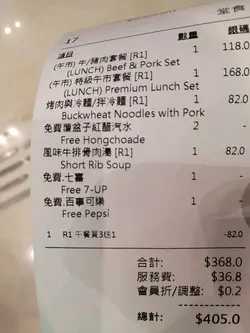 17 堂食
項目 數量 銀碼
(午市) 牛/豬肉套餐 [R1] 1 118.0
(LUNCH) Beef & Pork Set
(午市) 特級午市套餐 [R1] 1 168.0
(LUNCH) Premium Lunch Set
烤肉與冷麵/拌冷麵 [R1] 1 82.0
Buckwheat Noodles with Pork
免費.覆盆子紅醋汽水 2 -
Free Hongchoade
風味牛排骨肉湯 [R1] 1 82.0
Short Rib Soup
免費.七喜 1 -
Free 7-UP
免費.百事可樂 1 -
Free Pepsi
1 R1 午餐買3送1 -82.0
合計: $368.0
服務費: $36.8
會員折/調整: $0.2
總計: $405.0